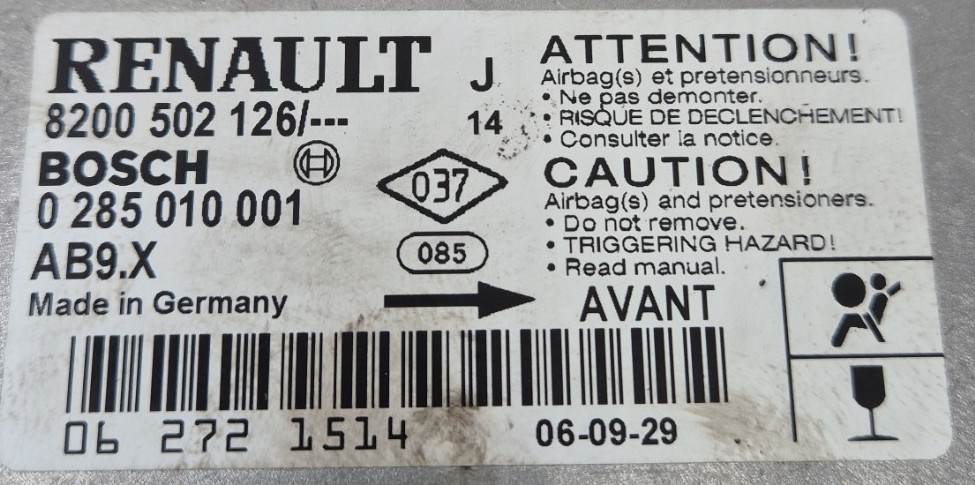 RENAULT J
8200 502 126/--- 14
BOSCH
0 285 010 001
AB9.X
Made in Germany
037
085
ATTENTION!
Airbag(s) et pretensionneurs.
• Ne pas demonter.
• RISQUE DE DECLENCHEMENT!
• Consulter la notice.
CAUTION!
Airbag(s) and pretensioners.
• Do not remove.
• TRIGGERING HAZARD!
• Read manual.
AVANT
06 272 1514
06-09-29